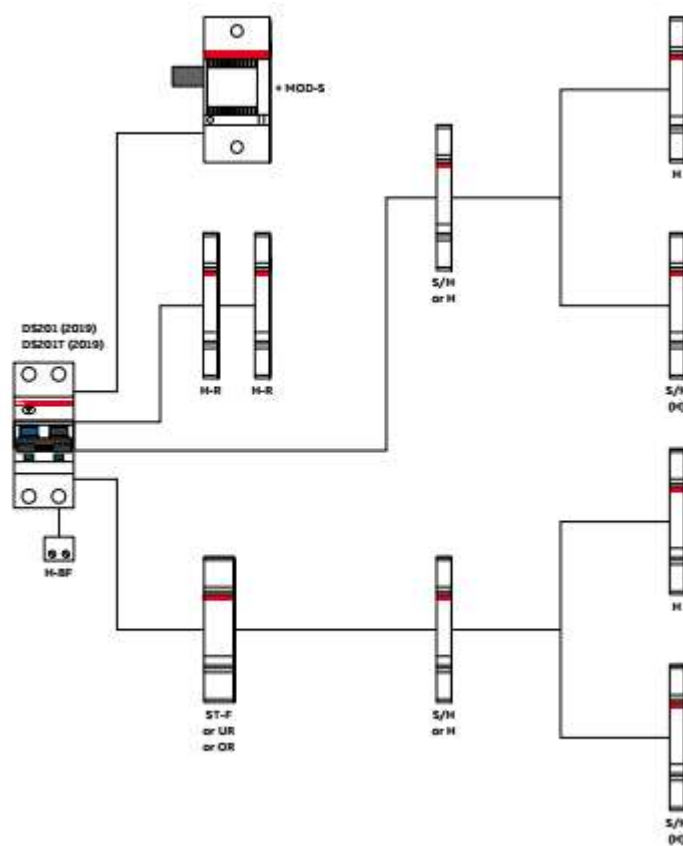 + MOD-S
H
S/H
or H
DS201 (2019)
DS201T (2019)
H-R
H-R
S/H
(H)
H-BF
H
ST-F
or UR
or OR
S/H
or H
S/H
(H)